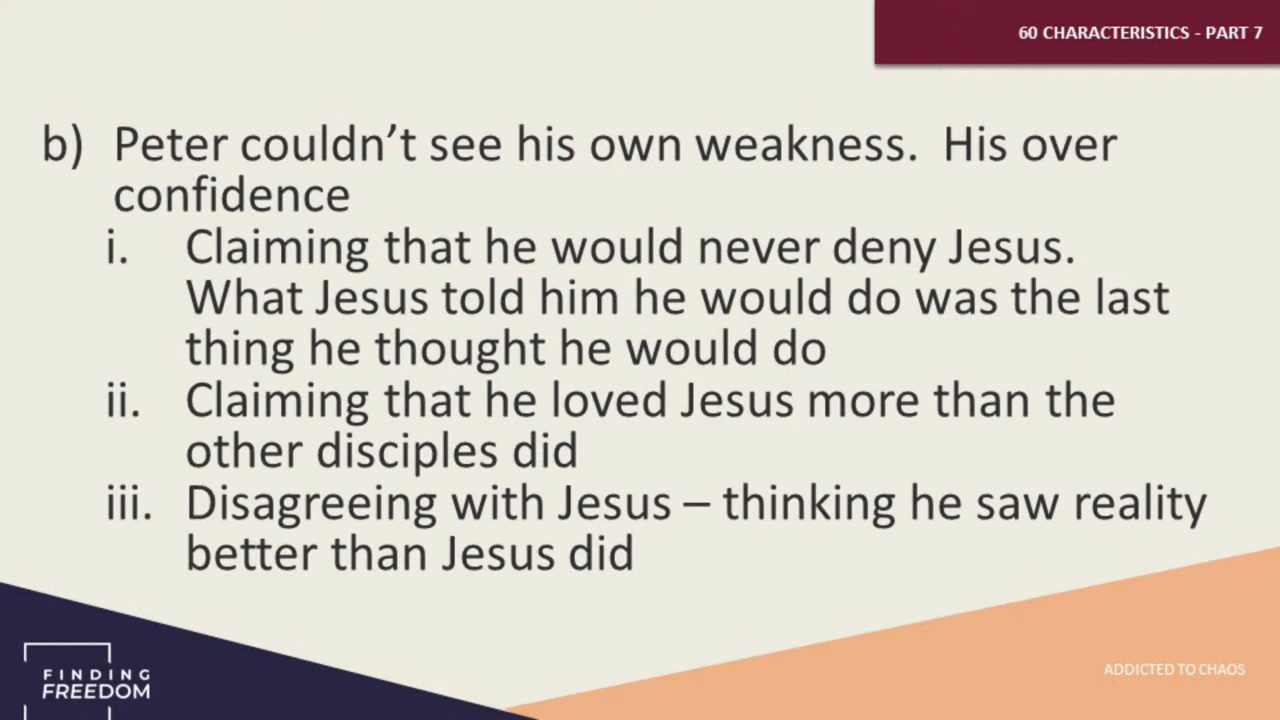 60 CHARACTERISTICS - PART 7
b) Peter couldn’t see his own weakness.  His over
confidence
i. Claiming that he would never deny Jesus.
What Jesus told him he would do was the last
thing he thought he would do
ii. Claiming that he loved Jesus more than the
other disciples did
iii. Disagreeing with Jesus – thinking he saw reality
better than Jesus did
FINDING
FREEDOM
ADDICTED TO CHAOS